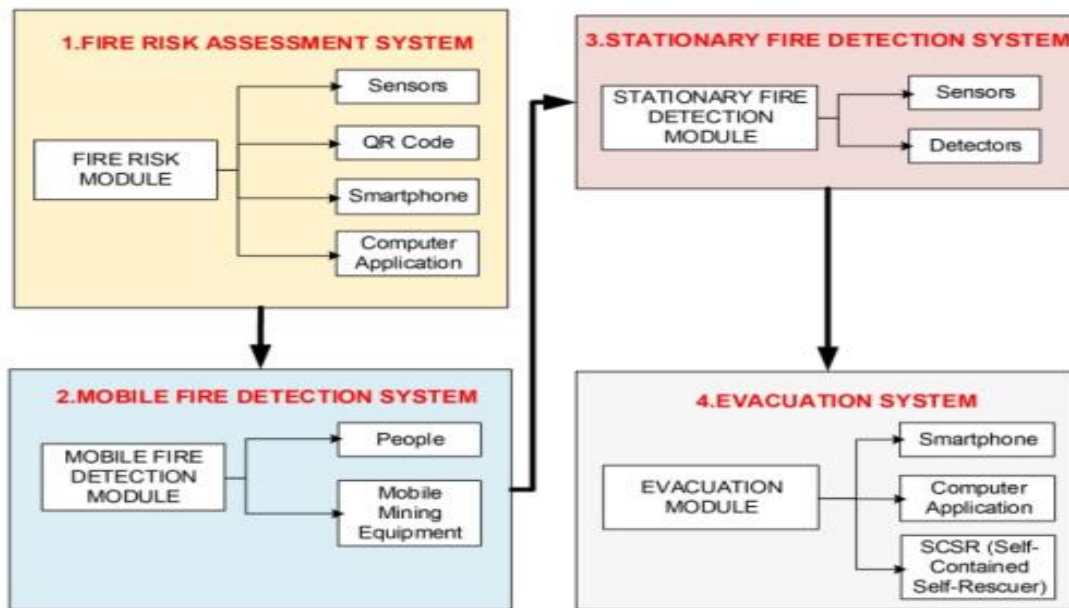 1.FIRE RISK ASSESSMENT SYSTEM
FIRE RISK
MODULE
Sensors
QR Code
Smartphone
Computer
Application
2.MOBILE FIRE DETECTION SYSTEM
MOBILE FIRE
DETECTION
MODULE
People
Mobile
Mining
Equipment
3.STATIONARY FIRE DETECTION SYSTEM
STATIONARY FIRE
DETECTION
MODULE
Sensors
Detectors
4.EVACUATION SYSTEM
EVACUATION
MODULE
Smartphone
Computer
Application
SCSR (Self-
Contained
Self-Rescuer)